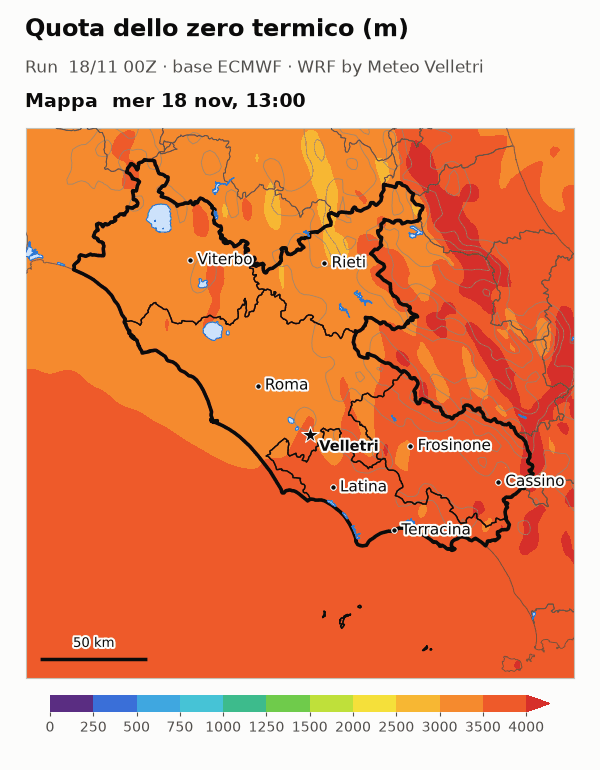 Quota dello zero termico (m)
Run 18/11 00Z · base ECMWF · WRF by Meteo Velletri
Mappa mer 18 nov, 13:00
Viterbo
Rieti
Roma
Velletri
Frosinone
Cassino
Latina
Terracina
50 km
0 250 500 750 1000 1250 1500 2000 2500 3000 3500 4000